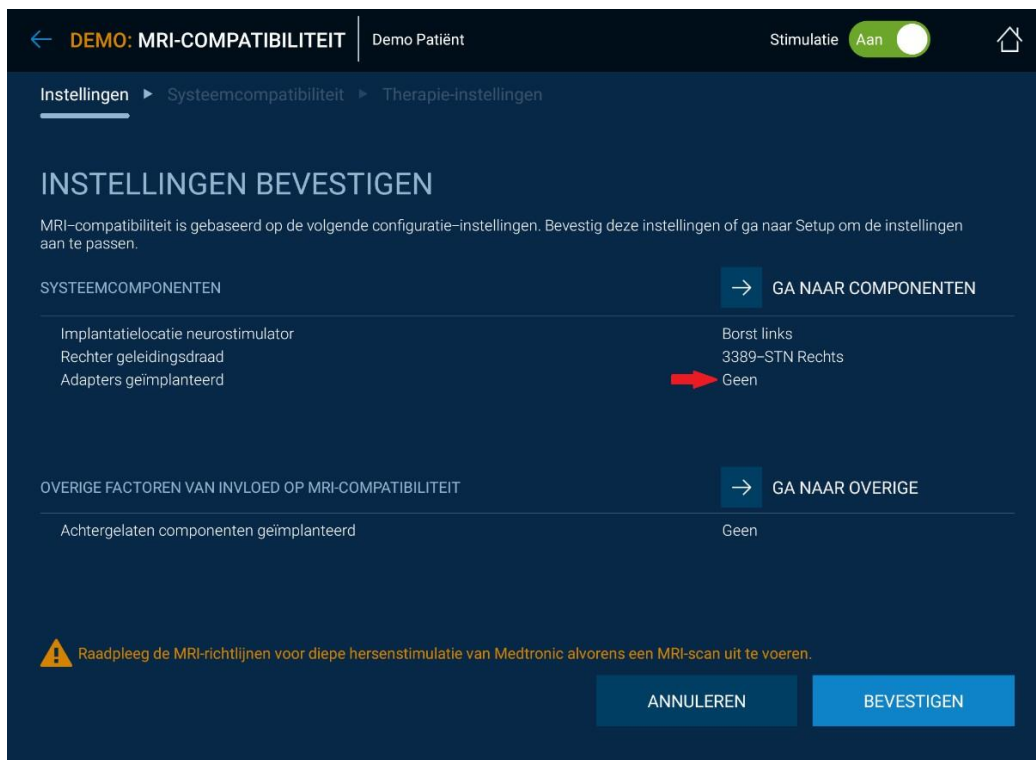 DEMO: MRI-COMPATIBILITEIT
Demo Patiënt
Stimulatie Aan
Instellingen ► Systeemcompatibiliteit ► Therapie-instellingen
INSTELLINGEN BEVESTIGEN
MRI-compatibiliteit is gebaseerd op de volgende configuratie-instellingen. Bevestig deze instellingen of ga naar Setup om de instellingen
aan te passen.
SYSTEEMCOMPONENTEN → GA NAAR COMPONENTEN
Implantatielocatie neurostimulator Borst links
Rechter geleidingsdraad 3389-STN Rechts
Adapters geïmplanteerd Geen
OVERIGE FACTOREN VAN INVLOED OP MRI-COMPATIBILITEIT → GA NAAR OVERIGE
Achtergelaten componenten geïmplanteerd Geen
Raadpleeg de MRI-richtlijnen voor diepe hersenstimulatie van Medtronic alvorens een MRI-scan uit te voeren.
ANNULEREN BEVESTIGEN